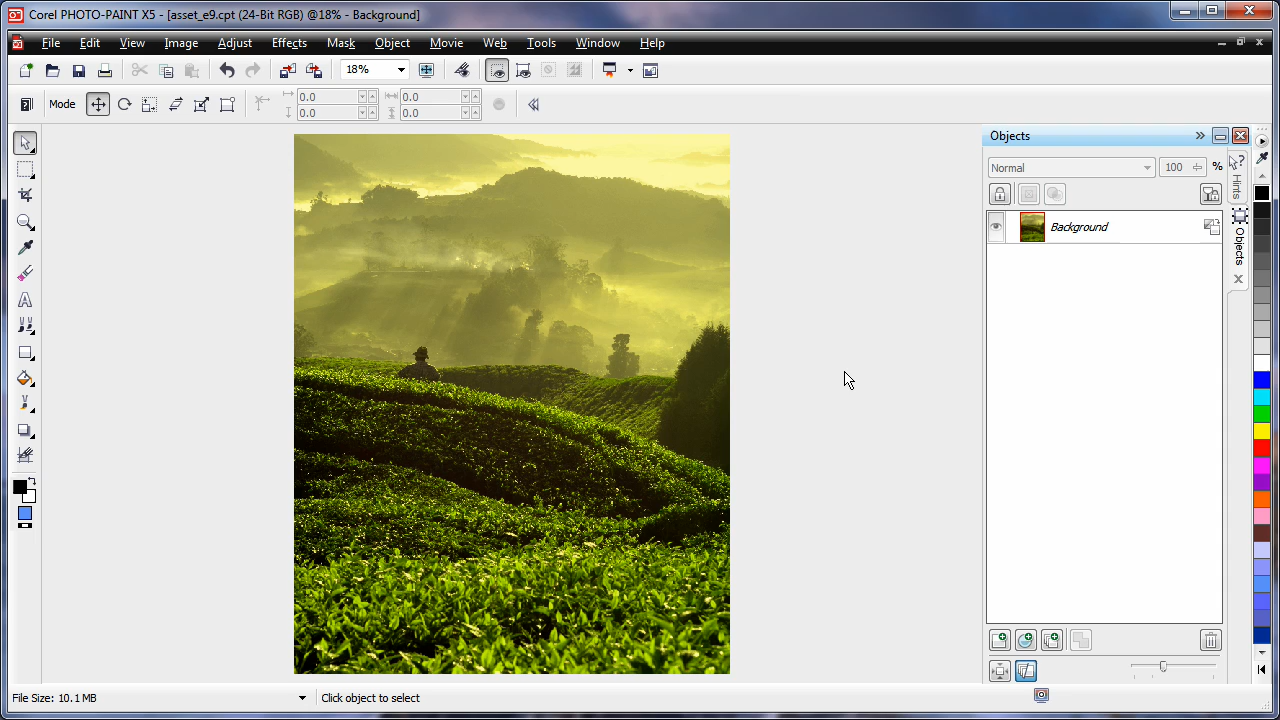 Corel PHOTO-PAINT X5 - [asset_e9.cpt (24-Bit RGB) @18% - Background]
File Edit View Image Adjust Effects Mask Object Movie Web Tools Window Help
18%
Mode 0.0 0.0
0.0 0.0
Objects
Normal 100 %
Hints
Background
Objects
File Size: 10.1 MB Click object to select